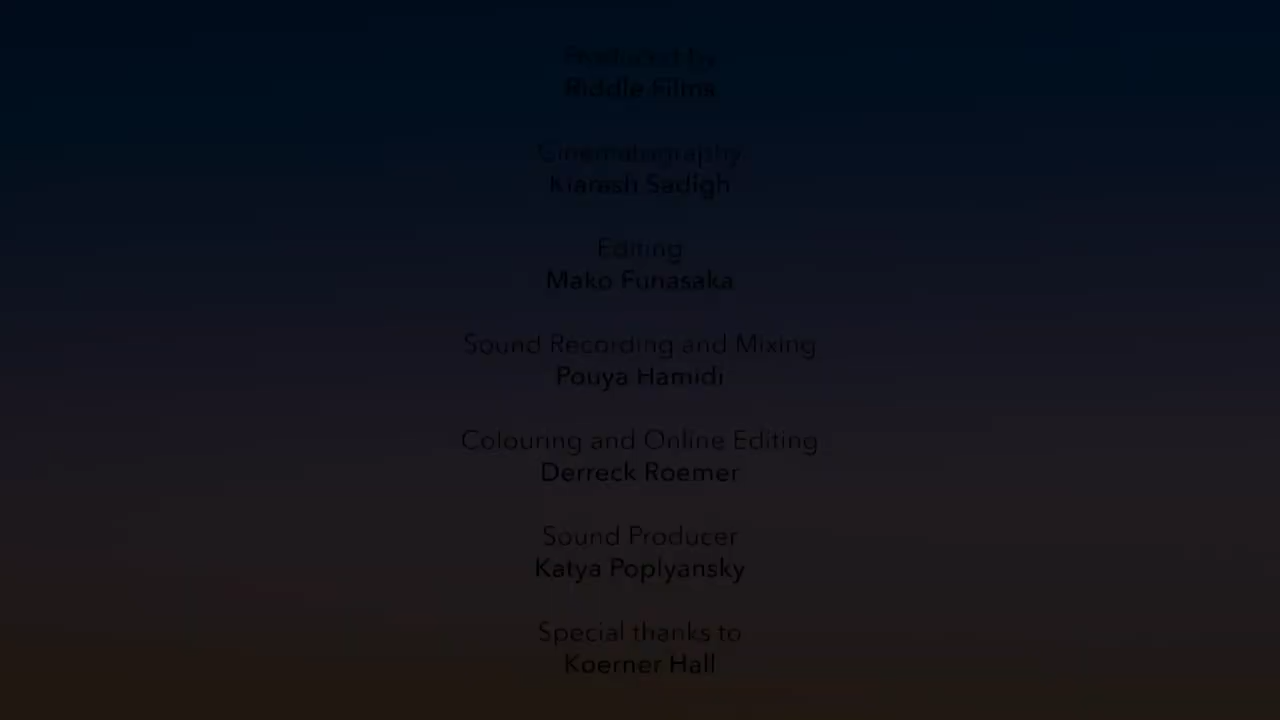 Produced by
Riddle Films
Cinematography
Kiarash Sadigh
Editing
Mako Funasaka
Sound Recording and Mixing
Pouya Hamidi
Colouring and Online Editing
Derreck Roemer
Sound Producer
Katya Poplyansky
Special thanks to
Koerner Hall